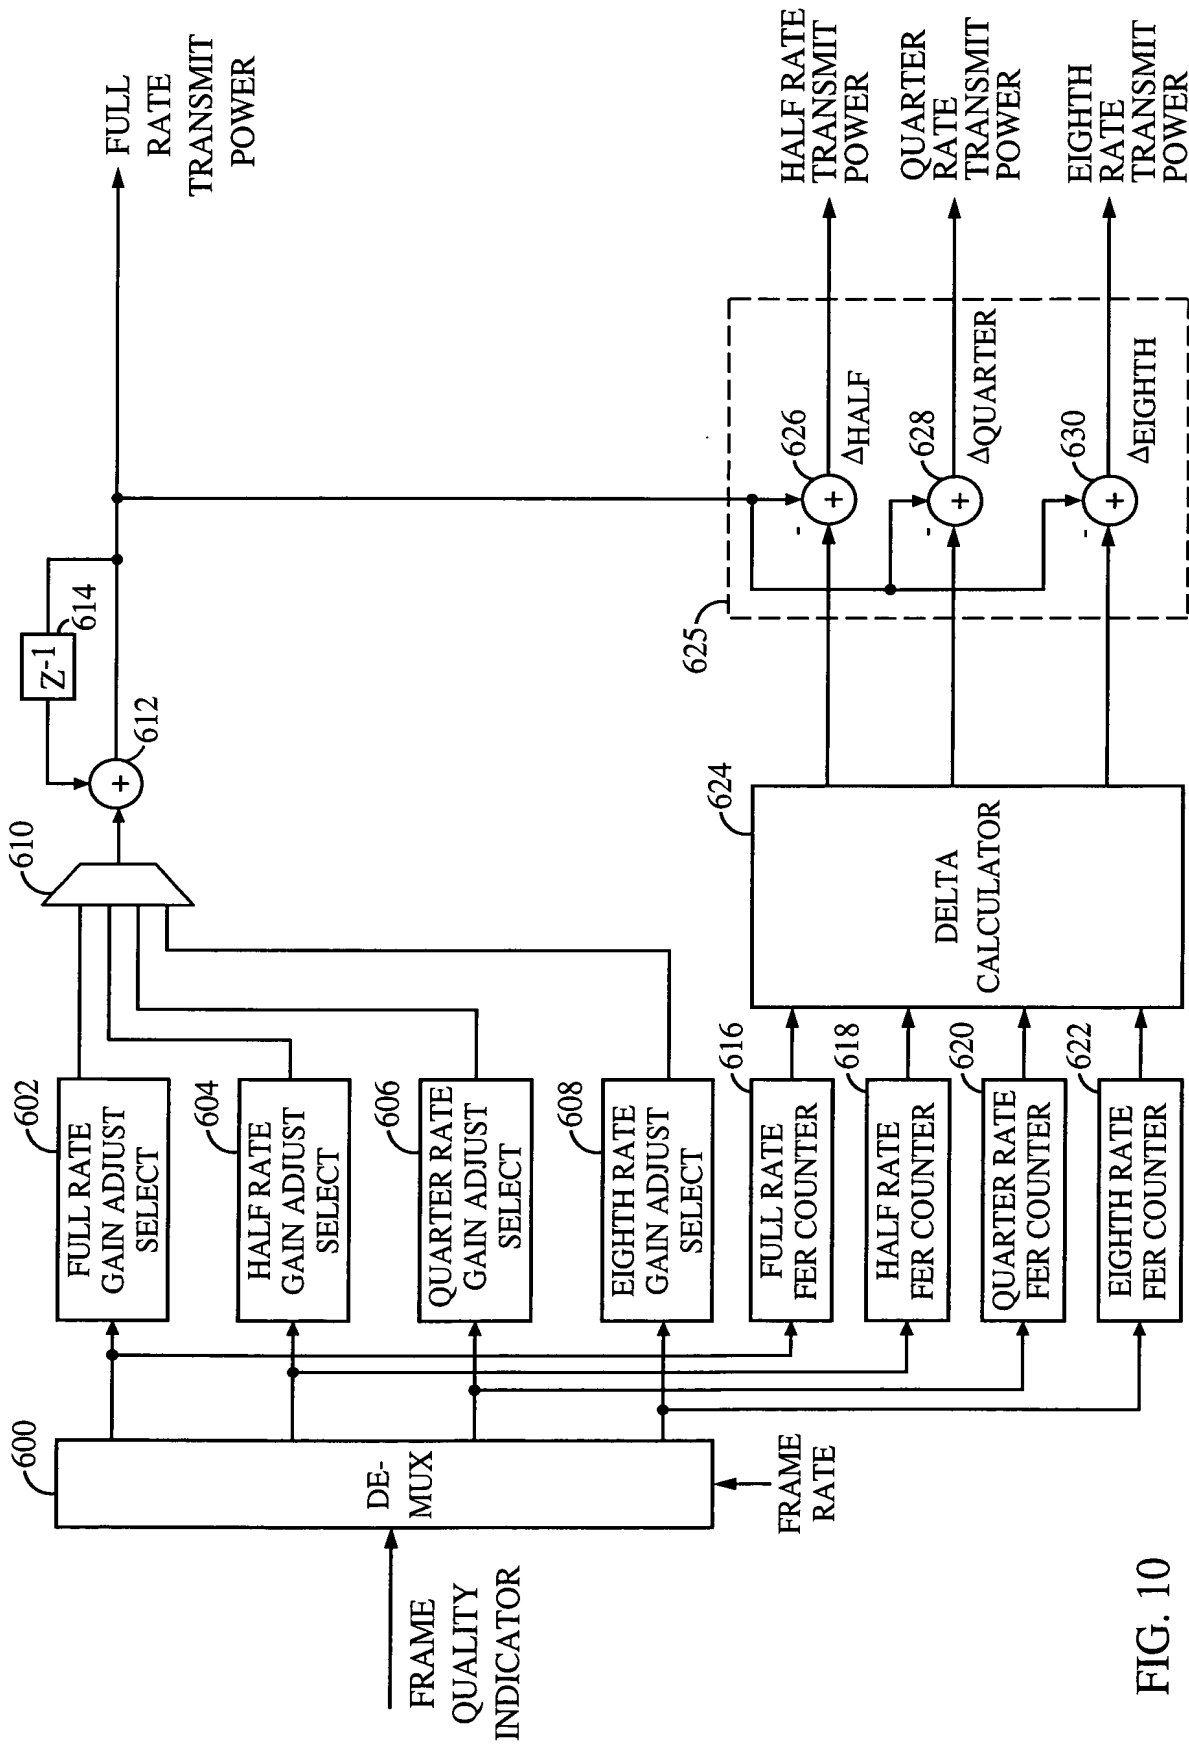 FRAME
QUALITY
INDICATOR
600
DE-
MUX
FRAME
RATE
602
FULL RATE
GAIN ADJUST
SELECT
604
HALF RATE
GAIN ADJUST
SELECT
606
QUARTER RATE
GAIN ADJUST
SELECT
608
EIGHTH RATE
GAIN ADJUST
SELECT
616
FULL RATE
FER COUNTER
618
HALF RATE
FER COUNTER
620
QUARTER RATE
FER COUNTER
622
EIGHTH RATE
FER COUNTER
610
+
612
Z-1
614
FULL
RATE
TRANSMIT
POWER
624
DELTA
CALCULATOR
625
-
+
626
ΔHALF
HALF RATE
TRANSMIT
POWER
-
+
628
ΔQUARTER
QUARTER
RATE
TRANSMIT
POWER
-
+
630
ΔEIGHTH
EIGHTH
RATE
TRANSMIT
POWER
FIG. 10